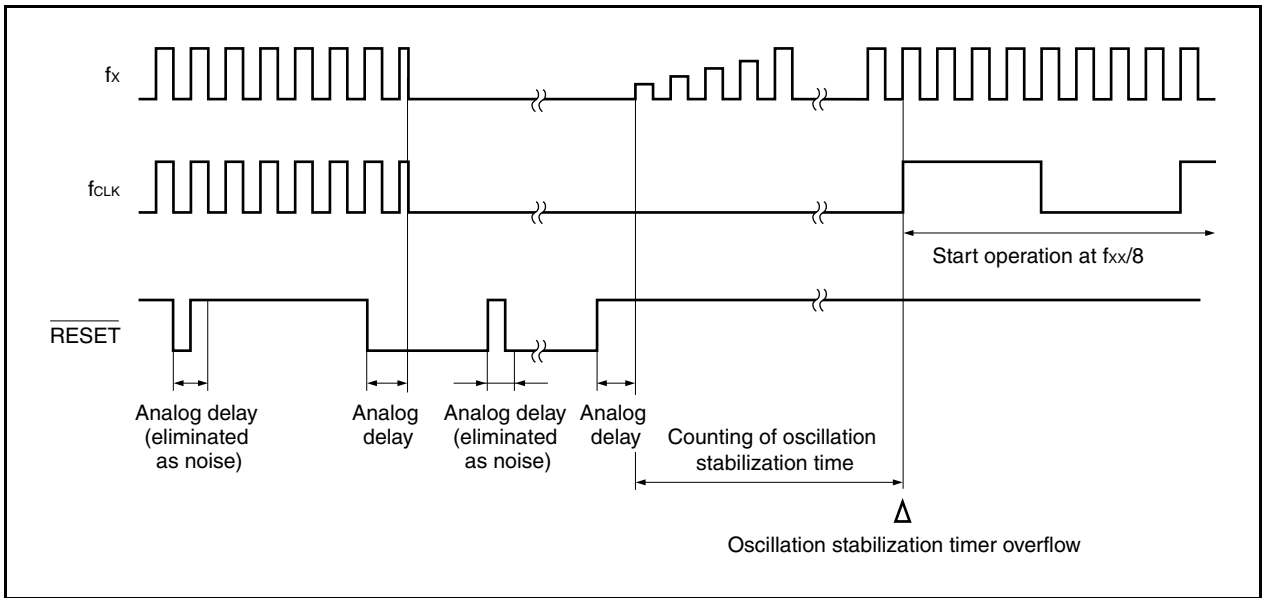 fx
fCLK
Start operation at fxx/8
RESET
Analog delay
(eliminated
as noise)
Analog
delay
Analog delay
(eliminated
as noise)
Analog
delay
Counting of oscillation
stabilization time
Oscillation stabilization timer overflow